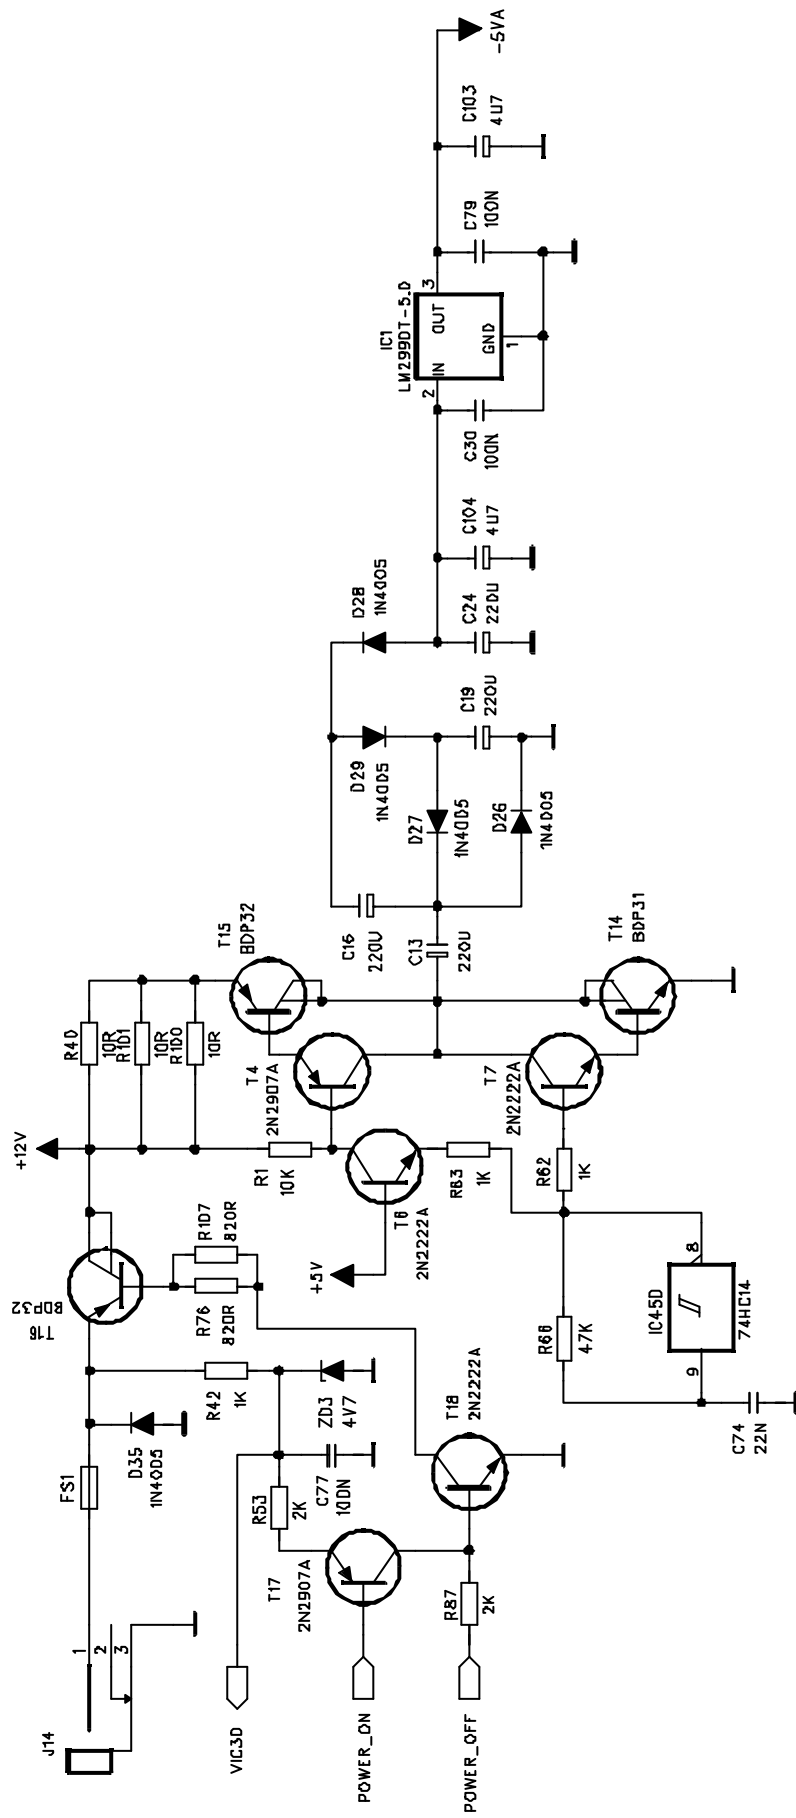 J14
1
2
3
FS1
D35
1N4005
T16
BDP32
+12V
R40
10R
R101
10R
R100
10R
VIC30
R42
1K
R53
2K
C77
100N
ZD3
4V7
R76
820R
R107
820R
R1
10K
T4
2N2907A
T15
BDP32
POWER_ON
T17
2N2907A
+5V
T6
2N2222A
R63
1K
C16
220U
C13
220U
D29
1N4005
D28
1N4005
D27
1N4005
D26
1N4005
C19
220U
C24
220U
C104
4U7
C30
100N
IC1
LM2990DT-5.0
2
IN
OUT
3
GND
1
C79
100N
C103
4U7
-5VA
POWER_OFF
R87
2K
T18
2N2222A
R66
47K
R62
1K
T7
2N2222A
T14
BDP31
IC45D
9
8
74HC14
C74
22N